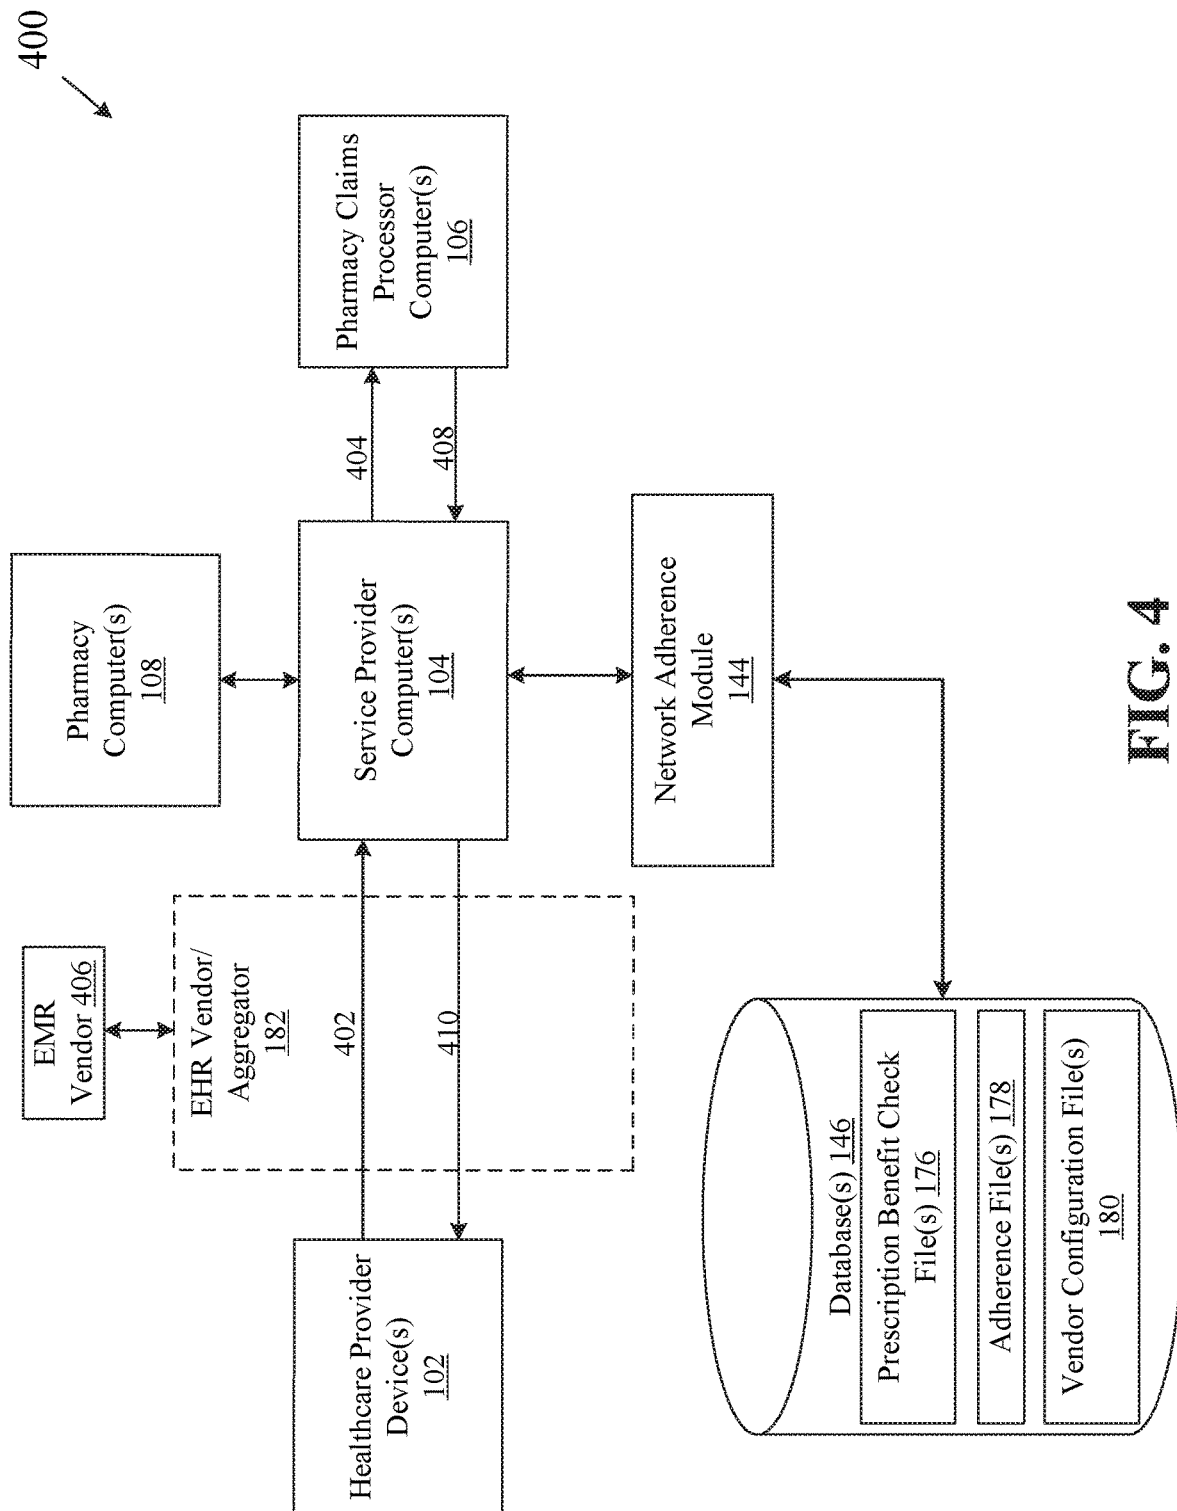 400
EMR
Vendor 406
Pharmacy
Computer(s)
108
EHR Vendor/
Aggregator
182
Healthcare Provider
Device(s)
102
402
410
Service Provider
Computer(s)
104
404
408
Pharmacy Claims
Processor
Computer(s)
106
Network Adherence
Module
144
Database(s) 146
Prescription Benefit Check
File(s) 176
Adherence File(s) 178
Vendor Configuration File(s)
180
FIG. 4